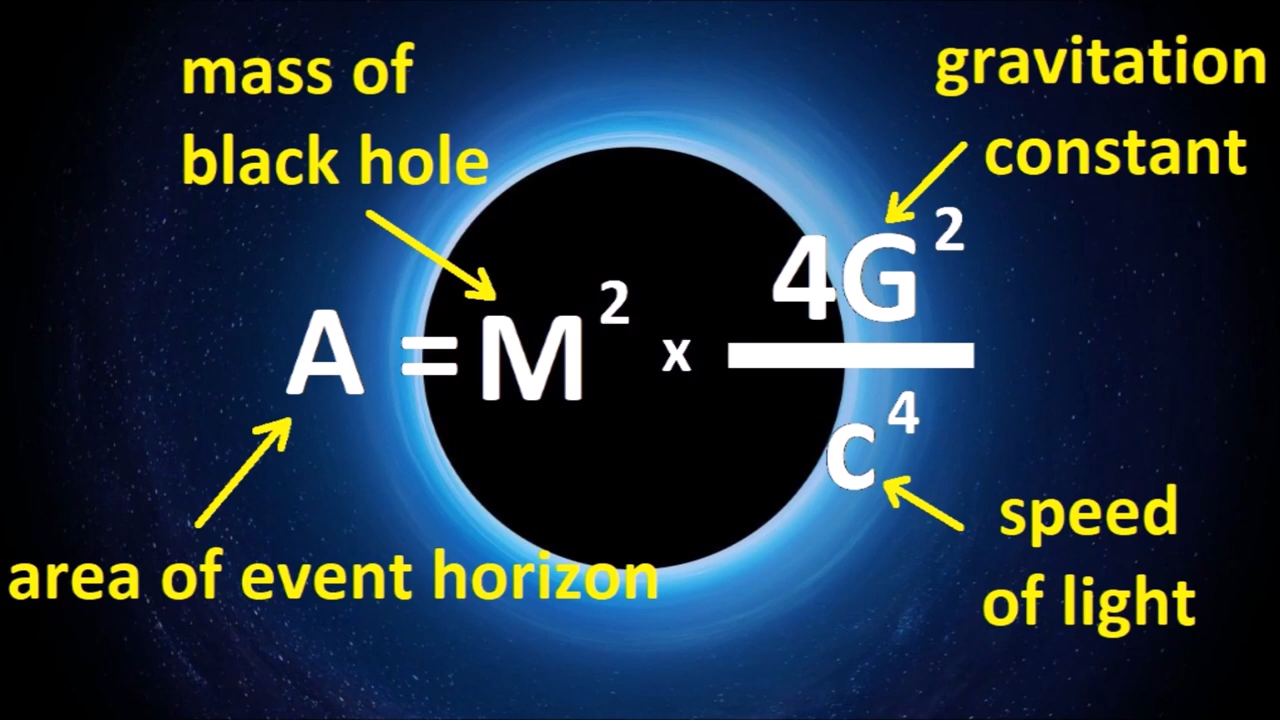 mass of
black hole
gravitation
constant
A = M² x 4G²
c⁴
area of event horizon
speed
of light